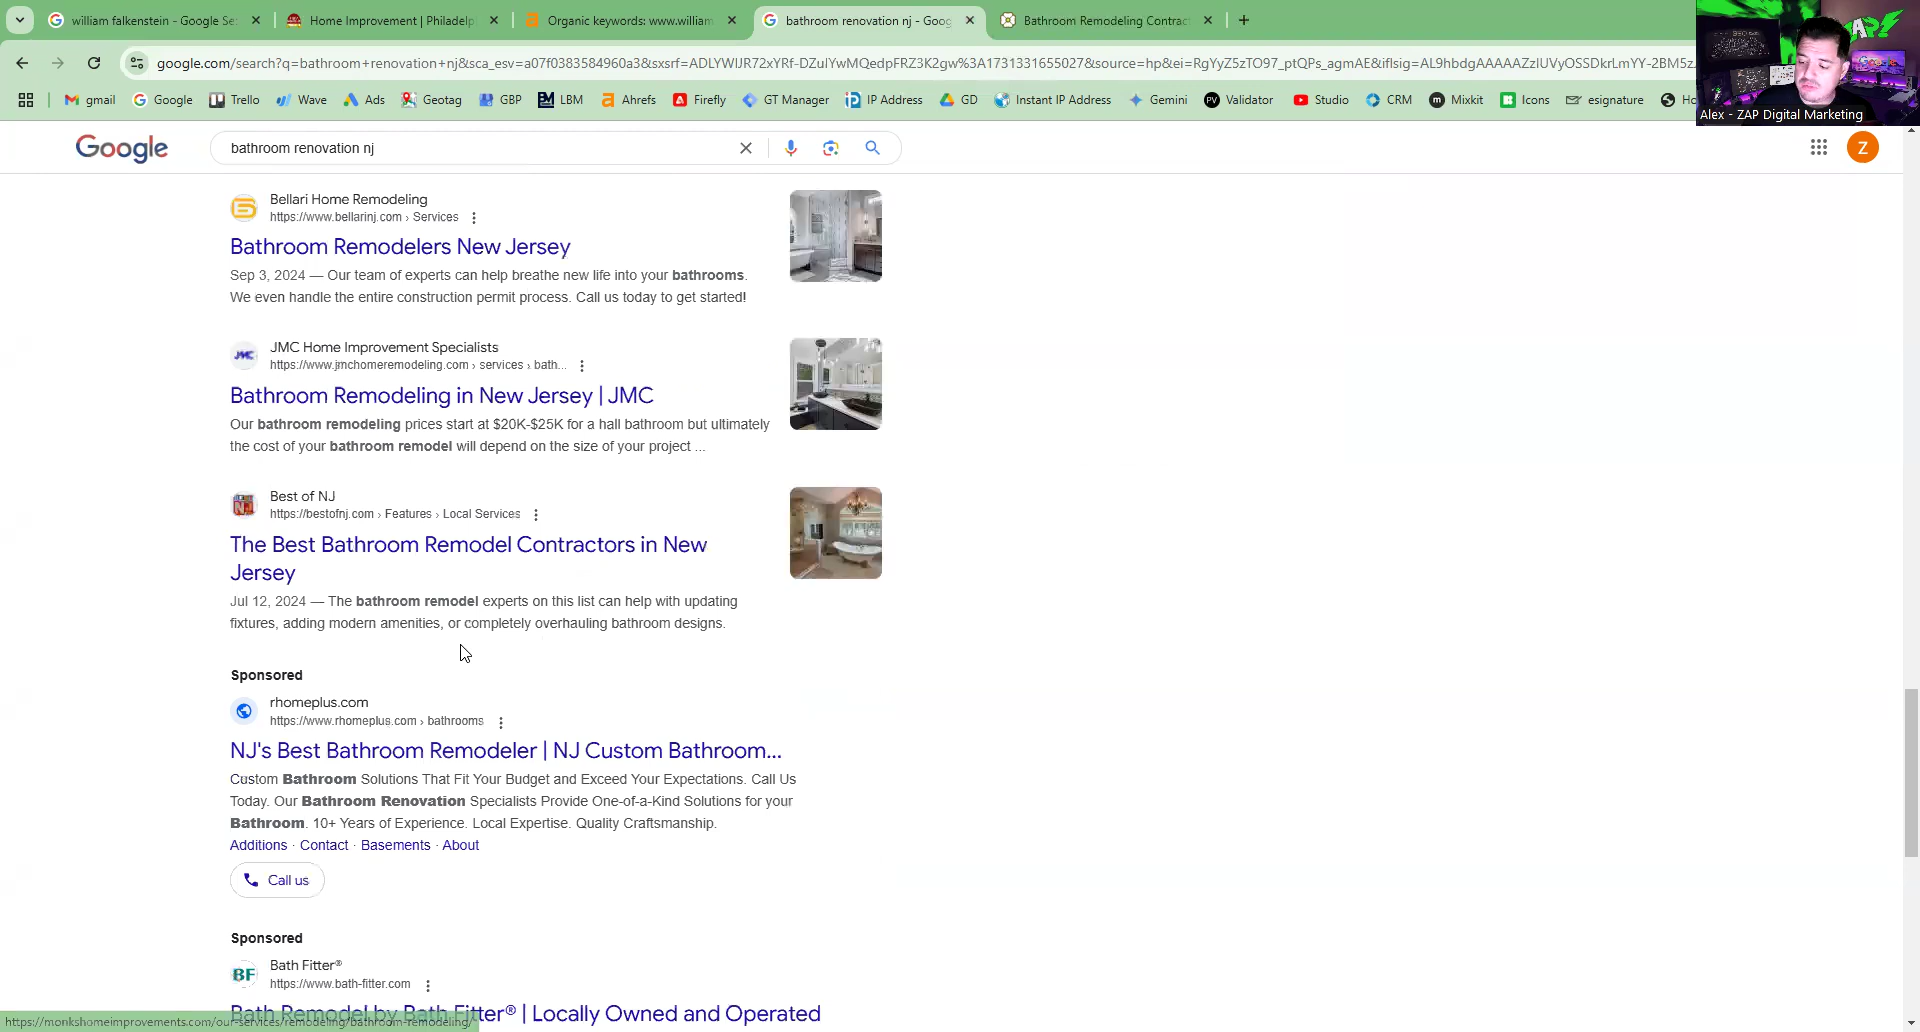 william falkenstein - Google Se
Home Improvement | Philadelp
Organic keywords: www.william
bathroom renovation nj - Goog
Bathroom Remodeling Contract
google.com/search?q=bathroom+renovation+nj&sca_esv=a07f0383584960a3&sxsrf=
gmail
Google
Trello
Wave
Ads
Geotag
GBP
LBM
Ahrefs
Firefly
GT Manager
IP Address
GD
Instant IP Address
Gemini
Validator
Studio
CRM
Mixkit
Icons
esignature
Alex - ZAP Digital Marketing
Google
bathroom renovation nj
Z
Bellari Home Remodeling
https://www.bellarinj.com › Services
Bathroom Remodelers New Jersey
Sep 3, 2024 — Our team of experts can help breathe new life into your bathrooms.
We even handle the entire construction permit process. Call us today to get started!
JMC
JMC Home Improvement Specialists
https://www.jmchomeremodeling.com › services › bath...
Bathroom Remodeling in New Jersey | JMC
Our bathroom remodeling prices start at $20K-$25K for a hall bathroom but ultimately
the cost of your bathroom remodel will depend on the size of your project ...
Best of NJ
https://bestofnj.com › Features › Local Services
The Best Bathroom Remodel Contractors in New
Jersey
Jul 12, 2024 — The bathroom remodel experts on this list can help with updating
fixtures, adding modern amenities, or completely overhauling bathroom designs.
Sponsored
rhomeplus.com
https://www.rhomeplus.com › bathrooms
NJ's Best Bathroom Remodeler | NJ Custom Bathroom...
Custom Bathroom Solutions That Fit Your Budget and Exceed Your Expectations. Call Us
Today. Our Bathroom Renovation Specialists Provide One-of-a-Kind Solutions for your
Bathroom. 10+ Years of Experience. Local Expertise. Quality Craftsmanship.
Additions · Contact · Basements · About
Call us
Sponsored
BF
Bath Fitter®
https://www.bath-fitter.com
Bath Remodel by Bath Fitter® | Locally Owned and Operated
https://monkshomeimprovements.com/our-services/remodeling/bathroom-remodeling/